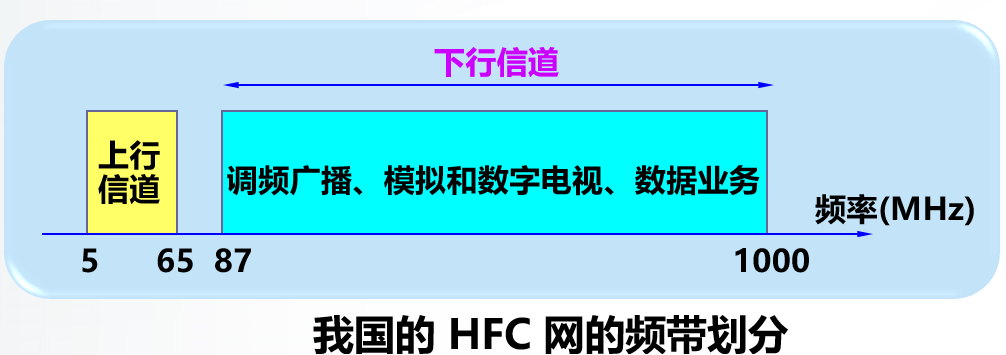 下行信道
上行
信道
调频广播、模拟和数字电视、数据业务
频率(MHz)
5 65 87 1000
我国的 HFC 网的频带划分